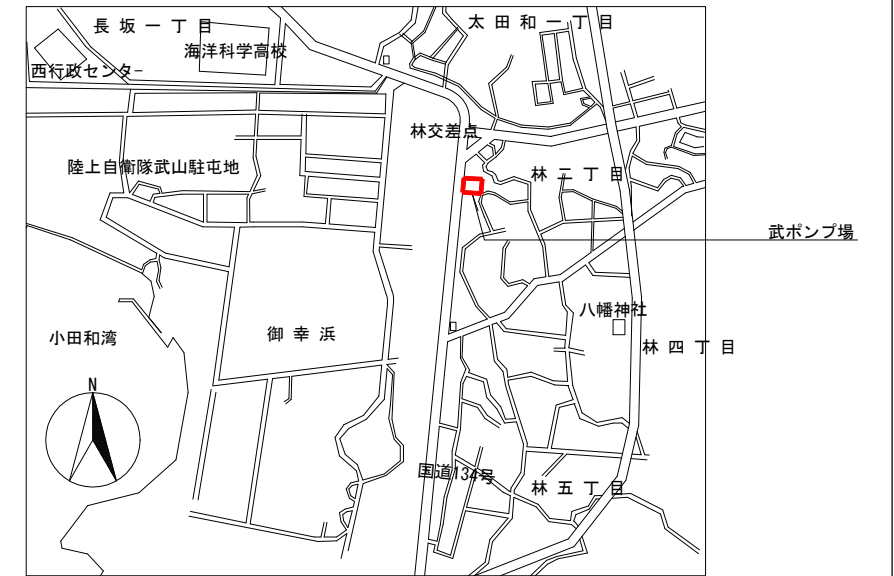 長坂一丁目
太田和一丁目
海洋科学高校
西行政センター
林交差点
陸上自衛隊武山駐屯地
林二丁目
武ポンプ場
八幡神社
小田和湾
御幸浜
林四丁目
N
国道134号
林五丁目